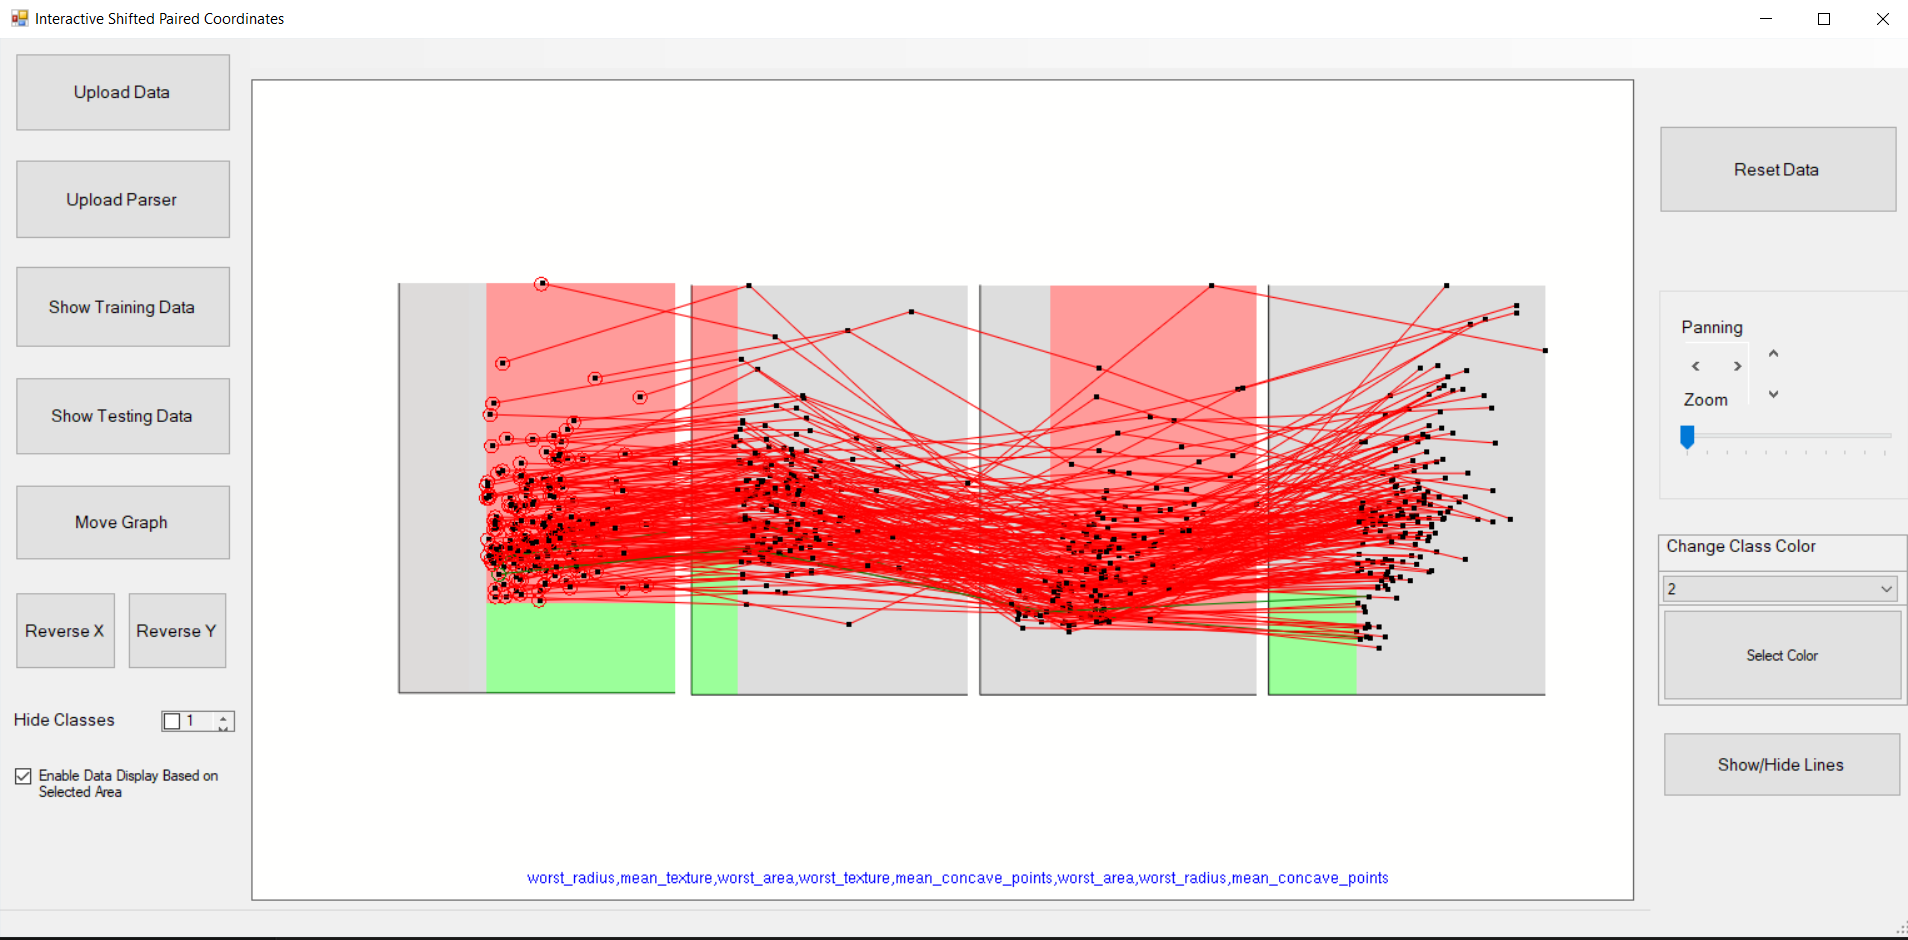 Interactive Shifted Paired Coordinates
Upload Data
Upload Parser
Show Training Data
Show Testing Data
Move Graph
Reverse X
Reverse Y
Hide Classes
1
Enable Data Display Based on
Selected Area
worst_radius,mean_texture,worst_area,worst_texture,mean_concave_points,worst_area,worst_radius,mean_concave_points
Reset Data
Panning
Zoom
Change Class Color
2
Select Color
Show/Hide Lines